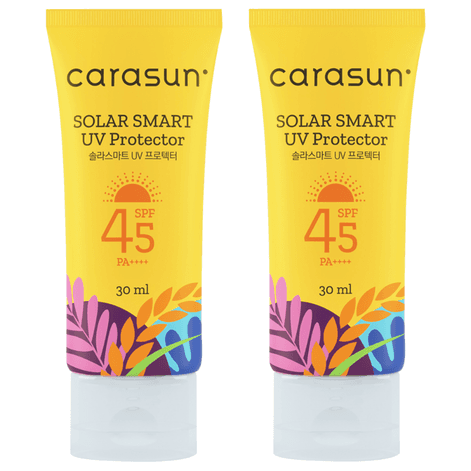 carasun
SOLAR SMART
UV Protector
솔라스마트 UV 프로텍터
45
SPF
PA++++
30 ml
carasun
SOLAR SMART
UV Protector
솔라스마트 UV 프로텍터
45
SPF
PA++++
30 ml